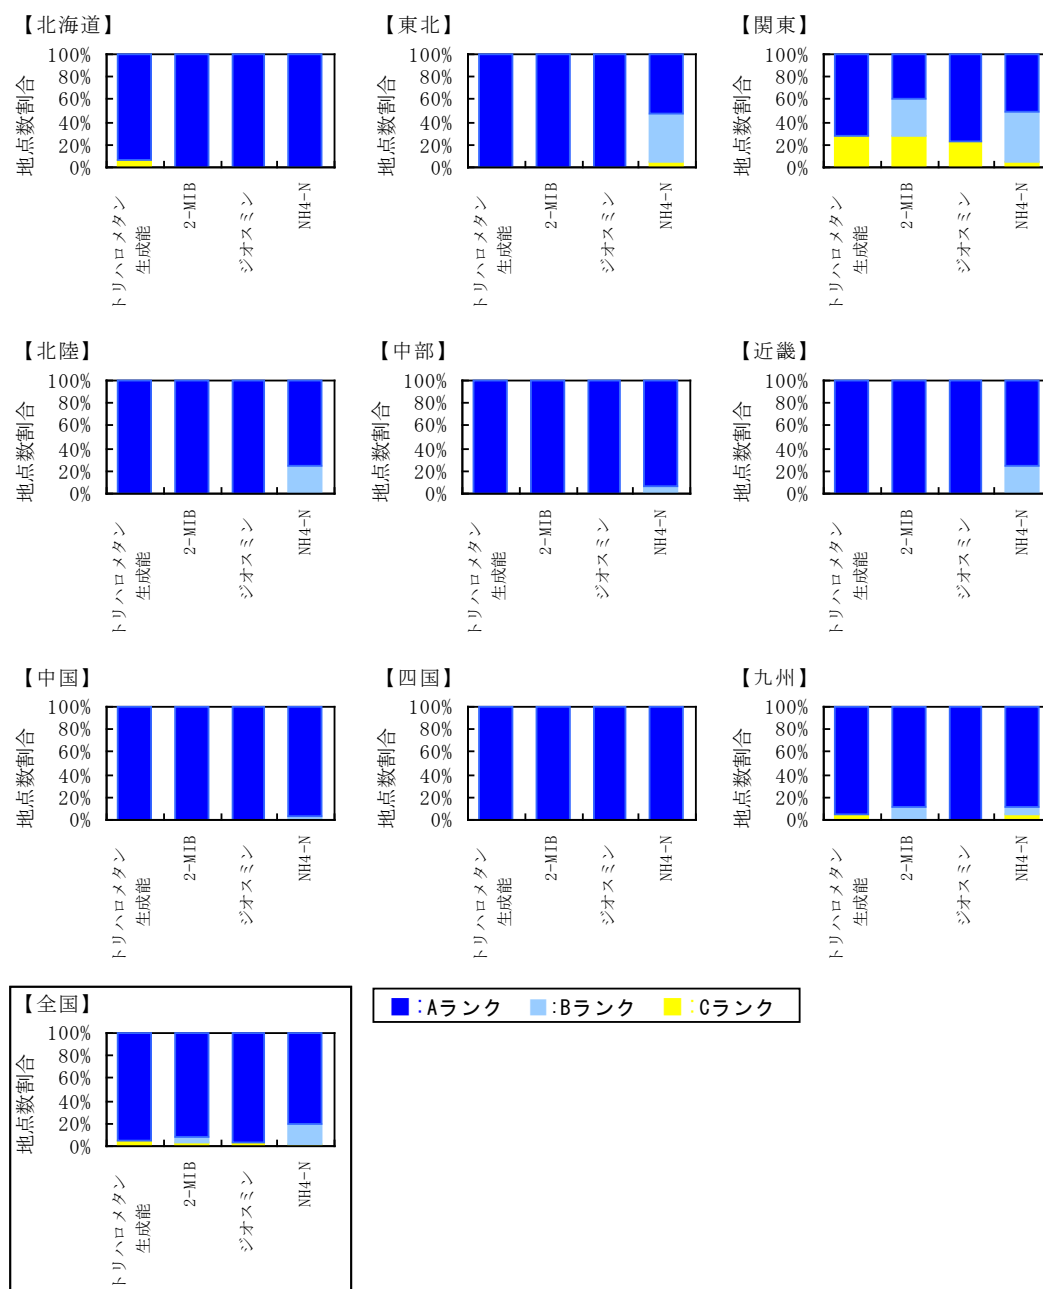 【北海道】
地点数割合
100%
80%
60%
40%
20%
0%
トリハロメタン
生成能
2-MIB
ジオスミン
NH4-N
【東北】
地点数割合
100%
80%
60%
40%
20%
0%
トリハロメタン
生成能
2-MIB
ジオスミン
NH4-N
【関東】
地点数割合
100%
80%
60%
40%
20%
0%
トリハロメタン
生成能
2-MIB
ジオスミン
NH4-N
【北陸】
地点数割合
100%
80%
60%
40%
20%
0%
トリハロメタン
生成能
2-MIB
ジオスミン
NH4-N
【中部】
地点数割合
100%
80%
60%
40%
20%
0%
トリハロメタン
生成能
2-MIB
ジオスミン
NH4-N
【近畿】
地点数割合
100%
80%
60%
40%
20%
0%
トリハロメタン
生成能
2-MIB
ジオスミン
NH4-N
【中国】
地点数割合
100%
80%
60%
40%
20%
0%
トリハロメタン
生成能
2-MIB
ジオスミン
NH4-N
【四国】
地点数割合
100%
80%
60%
40%
20%
0%
トリハロメタン
生成能
2-MIB
ジオスミン
NH4-N
【九州】
地点数割合
100%
80%
60%
40%
20%
0%
トリハロメタン
生成能
2-MIB
ジオスミン
NH4-N
【全国】
地点数割合
100%
80%
60%
40%
20%
0%
トリハロメタン
生成能
2-MIB
ジオスミン
NH4-N
:Aランク :Bランク :Cランク